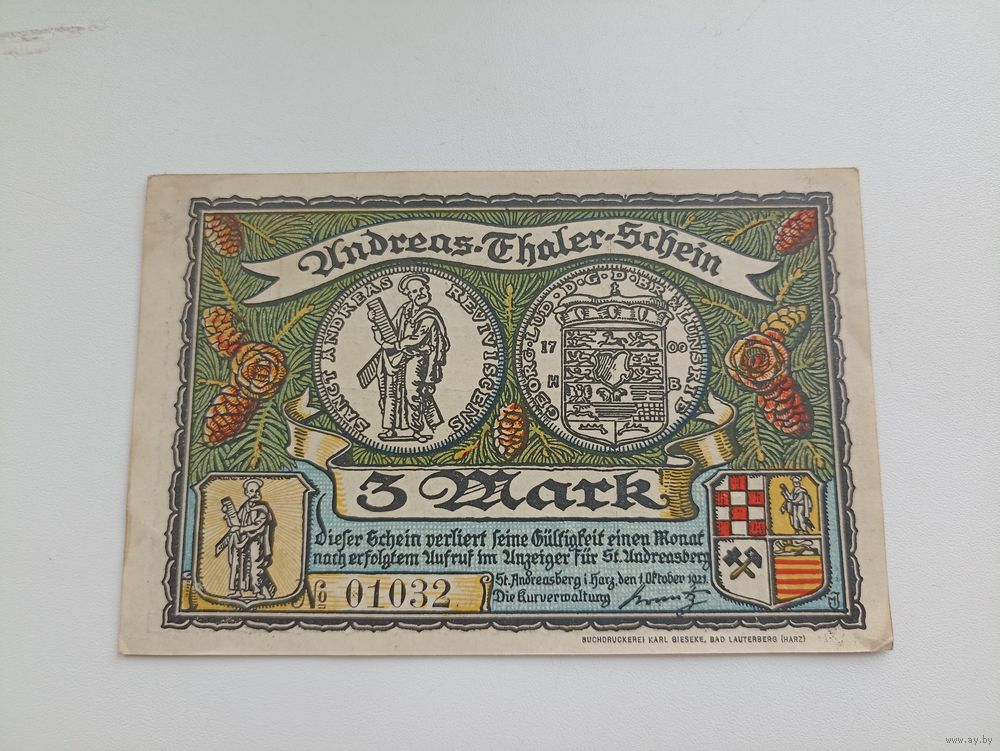 Andreas-Thaler-Schein
SANCT ANDREAS REVIVISCENS
GEORG·LUD·D·G·D·BR·&·LUN·S·R·I·E
17 00
H B
3 Mark
Dieser Schein verliert seine Gültigkeit einen Monat
nach erfolgtem Aufruf im Anzeiger für St. Andreasberg
St. Andreasberg i. Harz, den 1. Oktober 1921.
Die Kurverwaltung
No 01032
BUCHDRUCKEREI KARL GIESEKE, BAD LAUTERBERG (HARZ)
www.ay.by